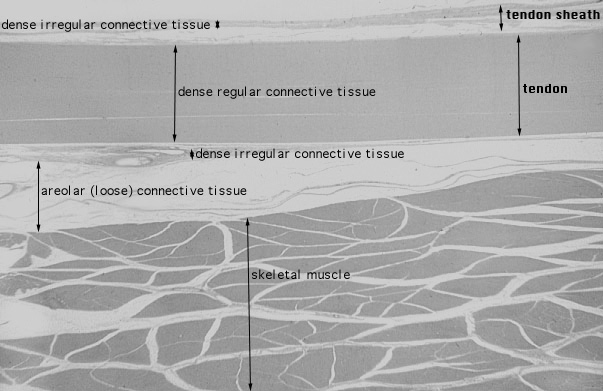 tendon sheath
dense irregular connective tissue
dense regular connective tissue
tendon
dense irregular connective tissue
areolar (loose) connective tissue
skeletal muscle